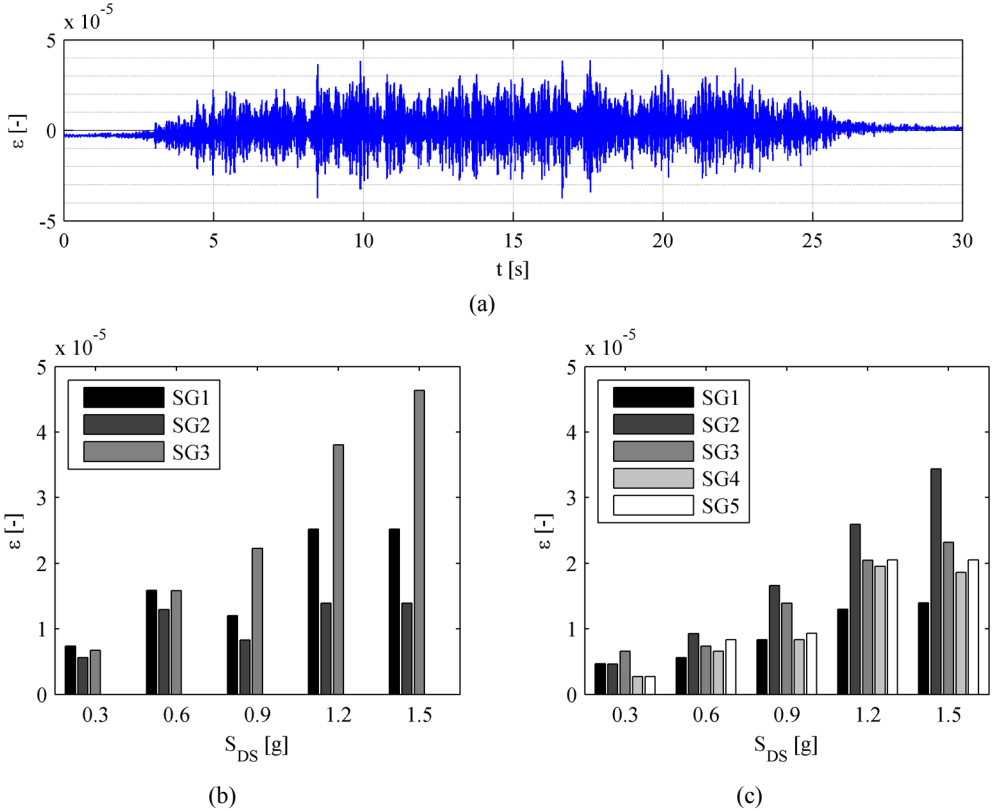 x 10^-5
5
0
-5
ε [-]
0 5 10 15 20 25 30
t [s]
(a)
x 10^-5
5
4
3
2
1
0
ε [-]
SG1
SG2
SG3
0.3 0.6 0.9 1.2 1.5
S_DS [g]
(b)
x 10^-5
5
4
3
2
1
0
ε [-]
SG1
SG2
SG3
SG4
SG5
0.3 0.6 0.9 1.2 1.5
S_DS [g]
(c)